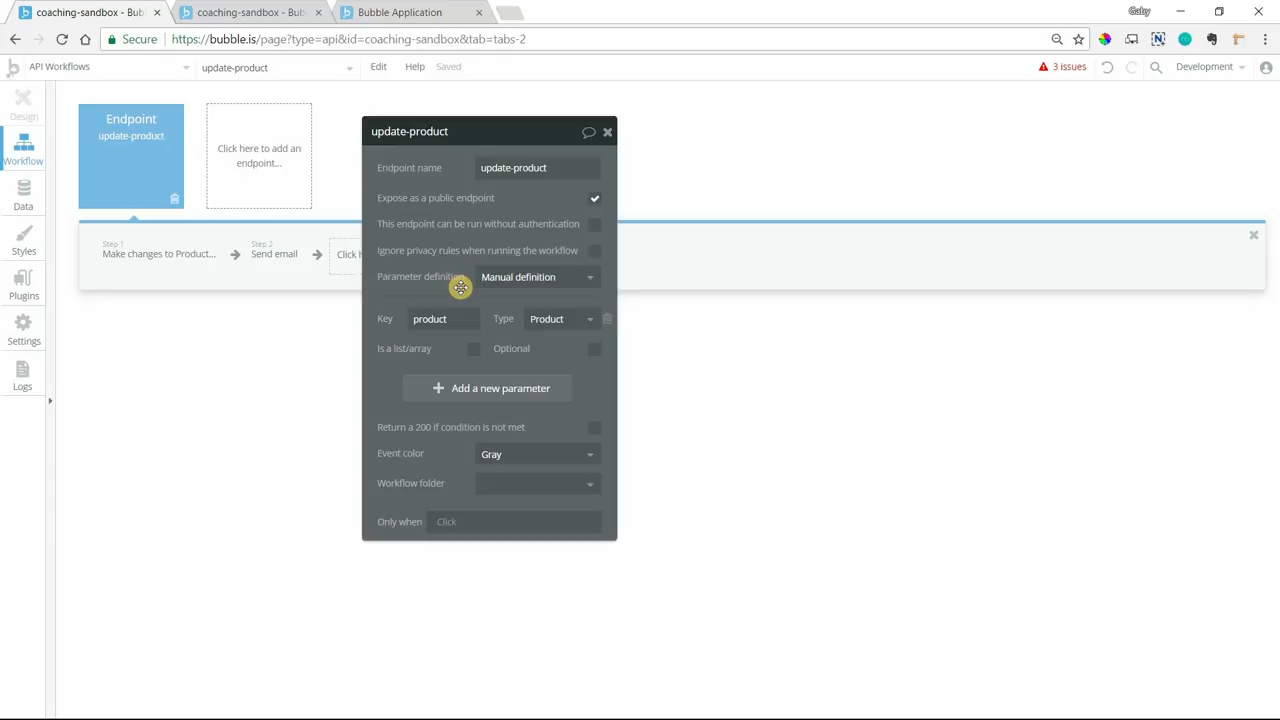 coaching-sandbox - Bub
coaching-sandbox - Bub
Bubble Application
Gaby
Secure
https://bubble.is/page?type=api&id=coaching-sandbox&tab=tabs-2
API Workflows
update-product
Edit
Help
Saved
3 issues
Development
Design
Workflow
Data
Styles
Plugins
Settings
Logs
Endpoint
update-product
Click here to add an
endpoint...
Step 1
Make changes to Product...
Step 2
Send email
Click h
update-product
Endpoint name
update-product
Expose as a public endpoint
This endpoint can be run without authentication
Ignore privacy rules when running the workflow
Parameter definition
Manual definition
Key
product
Type
Product
Is a list/array
Optional
Add a new parameter
Return a 200 if condition is not met
Event color
Gray
Workflow folder
Only when
Click